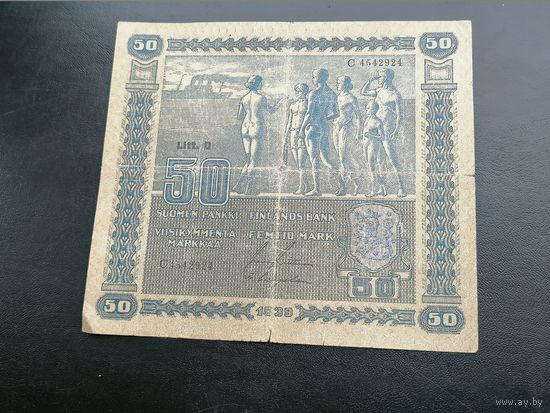 50
50
C 4542924
Litt. D
50
SUOMEN PANKKI
FINLANDS BANK
VIISIKYMMENTÄ
MARKKAA
FEMTIO MARK
C 4542924
50
50
1939
50
www.ay.by